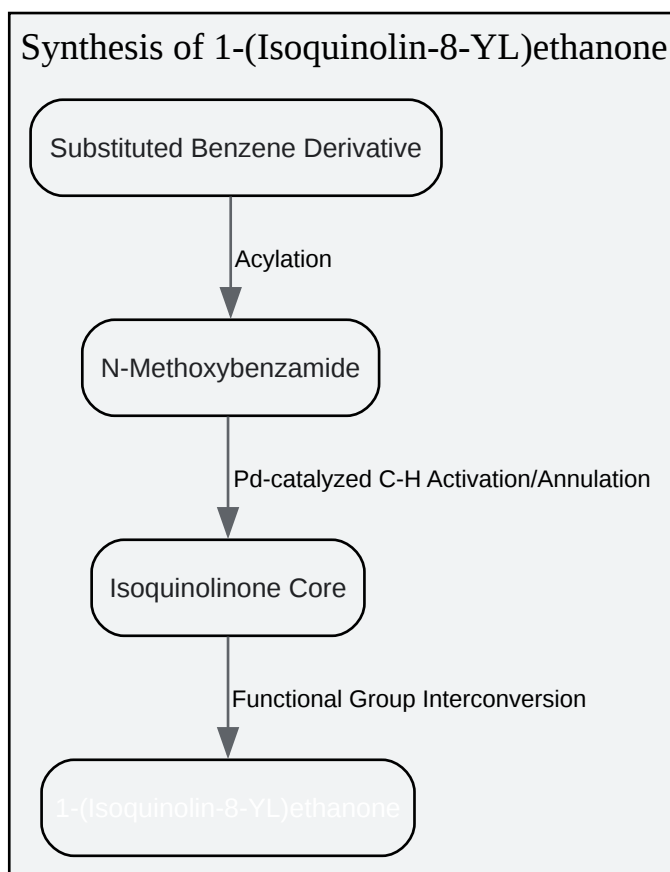 Synthesis of 1-(Isoquinolin-8-YL)ethanone
Substituted Benzene Derivative
Acylation
N-Methoxybenzamide
Pd-catalyzed C-H Activation/Annulation
Isoquinolinone Core
Functional Group Interconversion
1-(Isoquinolin-8-YL)ethanone